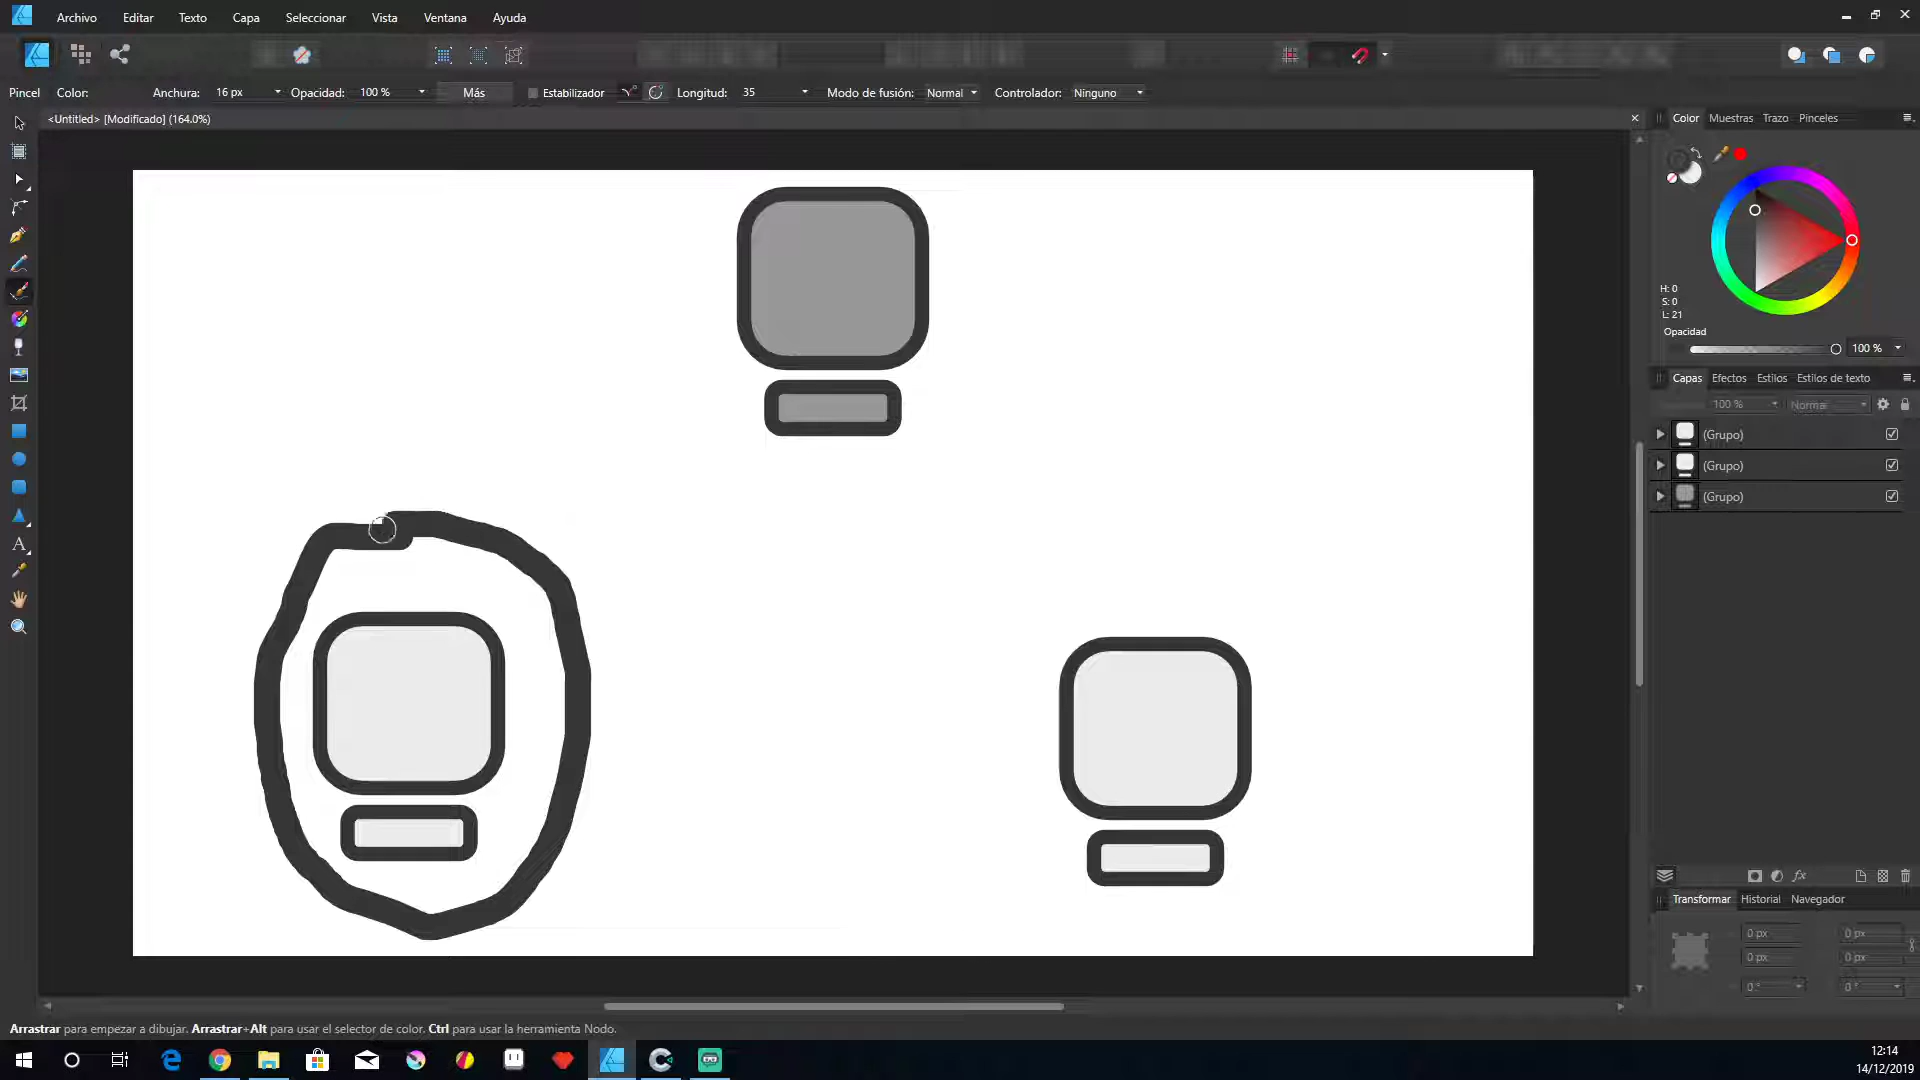 Archivo Editar Texto Capa Seleccionar Vista Ventana Ayuda
Pincel Color: Anchura: 16 px Opacidad: 100 % Más Estabilizador Longitud: 35 Modo de fusión: Normal Controlador: Ninguno
<Untitled> [Modificado] (164.0%)
Color Muestras Trazo Pinceles
H: 0
S: 0
L: 21
Opacidad
100 %
Capas Efectos Estilos Estilos de texto
100 % Normal
(Grupo)
(Grupo)
(Grupo)
Transformar Historial Navegador
0 px 0 px
0 px 0 px
0 ° 0 °
Arrastrar para empezar a dibujar. Arrastrar+Alt para usar el selector de color. Ctrl para usar la herramienta Nodo.
12:14
14/12/2019